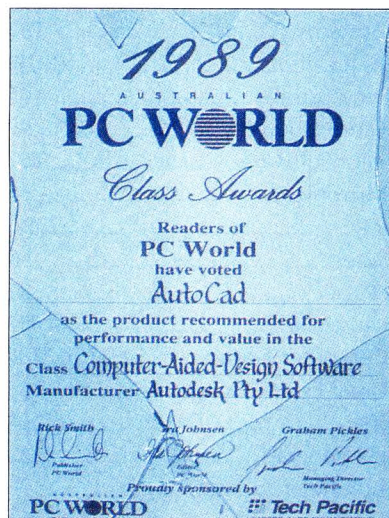 1989
AUSTRALIAN
PC WORLD
Class Awards
Readers of
PC World
have voted
AutoCad
as the product recommended for
performance and value in the
Class Computer-Aided-Design Software
Manufacturer Autodesk Pty Ltd
Rick Smith Johnsen Graham Pickles
Publisher Editor Managing Director
PC World PC World Tech Pacific
Proudly sponsored by
AUSTRALIAN
PC WORLD Tech Pacific